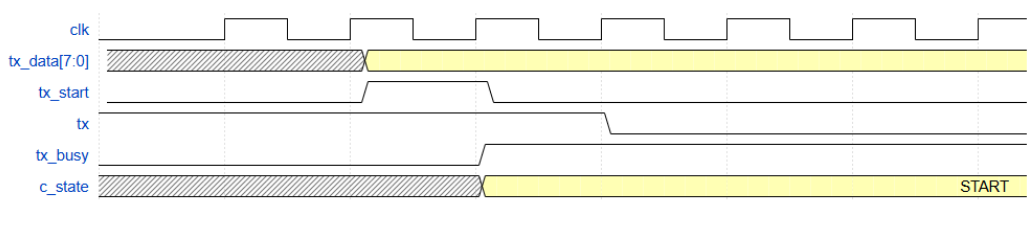 clk
tx_data[7:0]
tx_start
tx
tx_busy
c_state
START